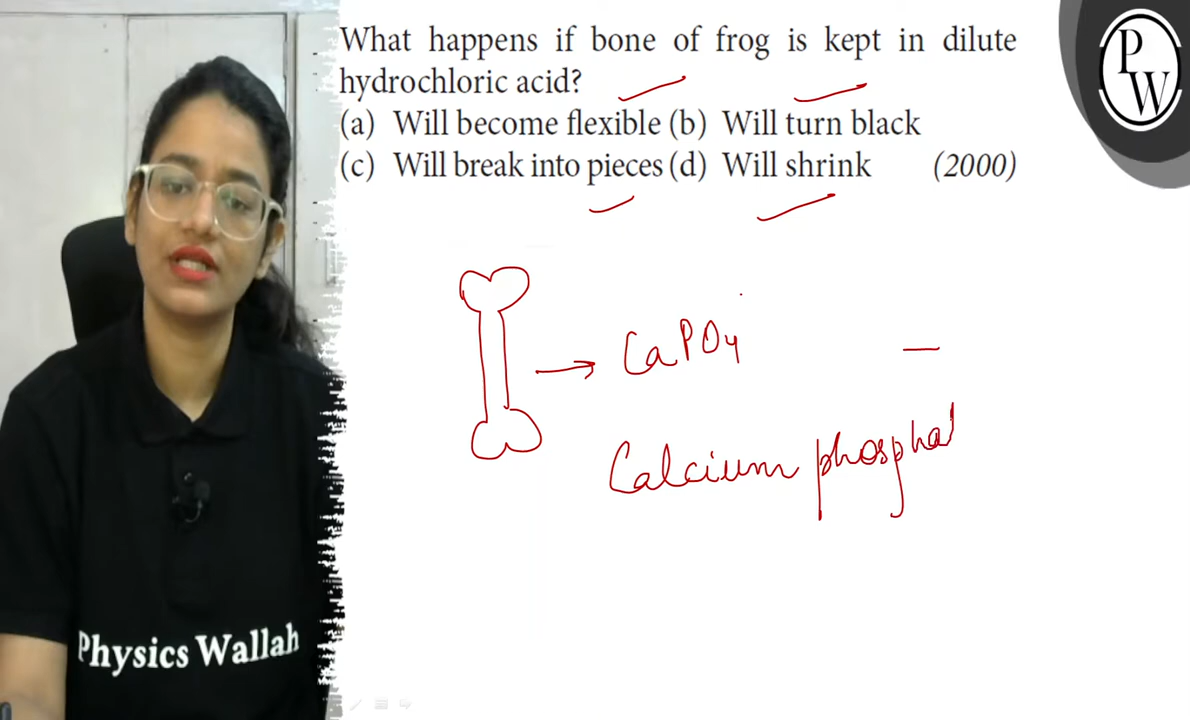 What happens if bone of frog is kept in dilute
hydrochloric acid?
(a) Will become flexible (b) Will turn black
(c) Will break into pieces (d) Will shrink (2000)
CaPO4
Calcium phosphat
Physics Wallah
P
W